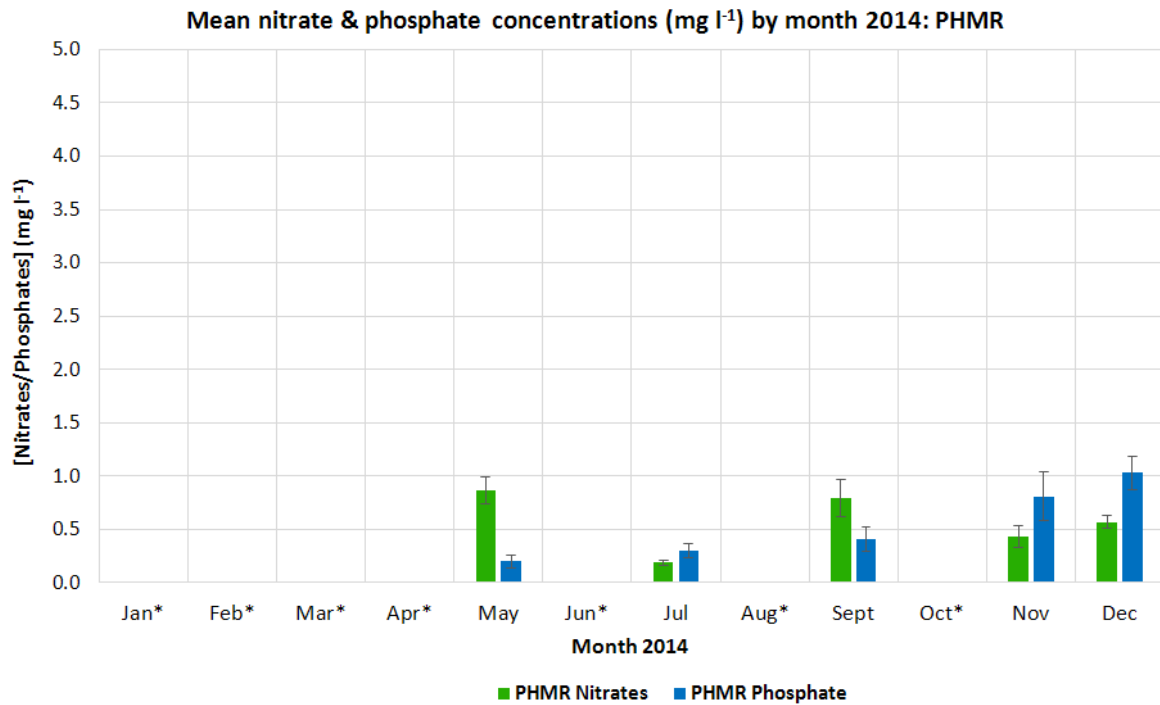 Mean nitrate & phosphate concentrations (mg l⁻¹) by month 2014: PHMR
[Nitrates/Phosphates] (mg l⁻¹)
5.0
4.5
4.0
3.5
3.0
2.5
2.0
1.5
1.0
0.5
0.0
Jan* Feb* Mar* Apr* May Jun* Jul Aug* Sept Oct* Nov Dec
Month 2014
PHMR Nitrates PHMR Phosphate